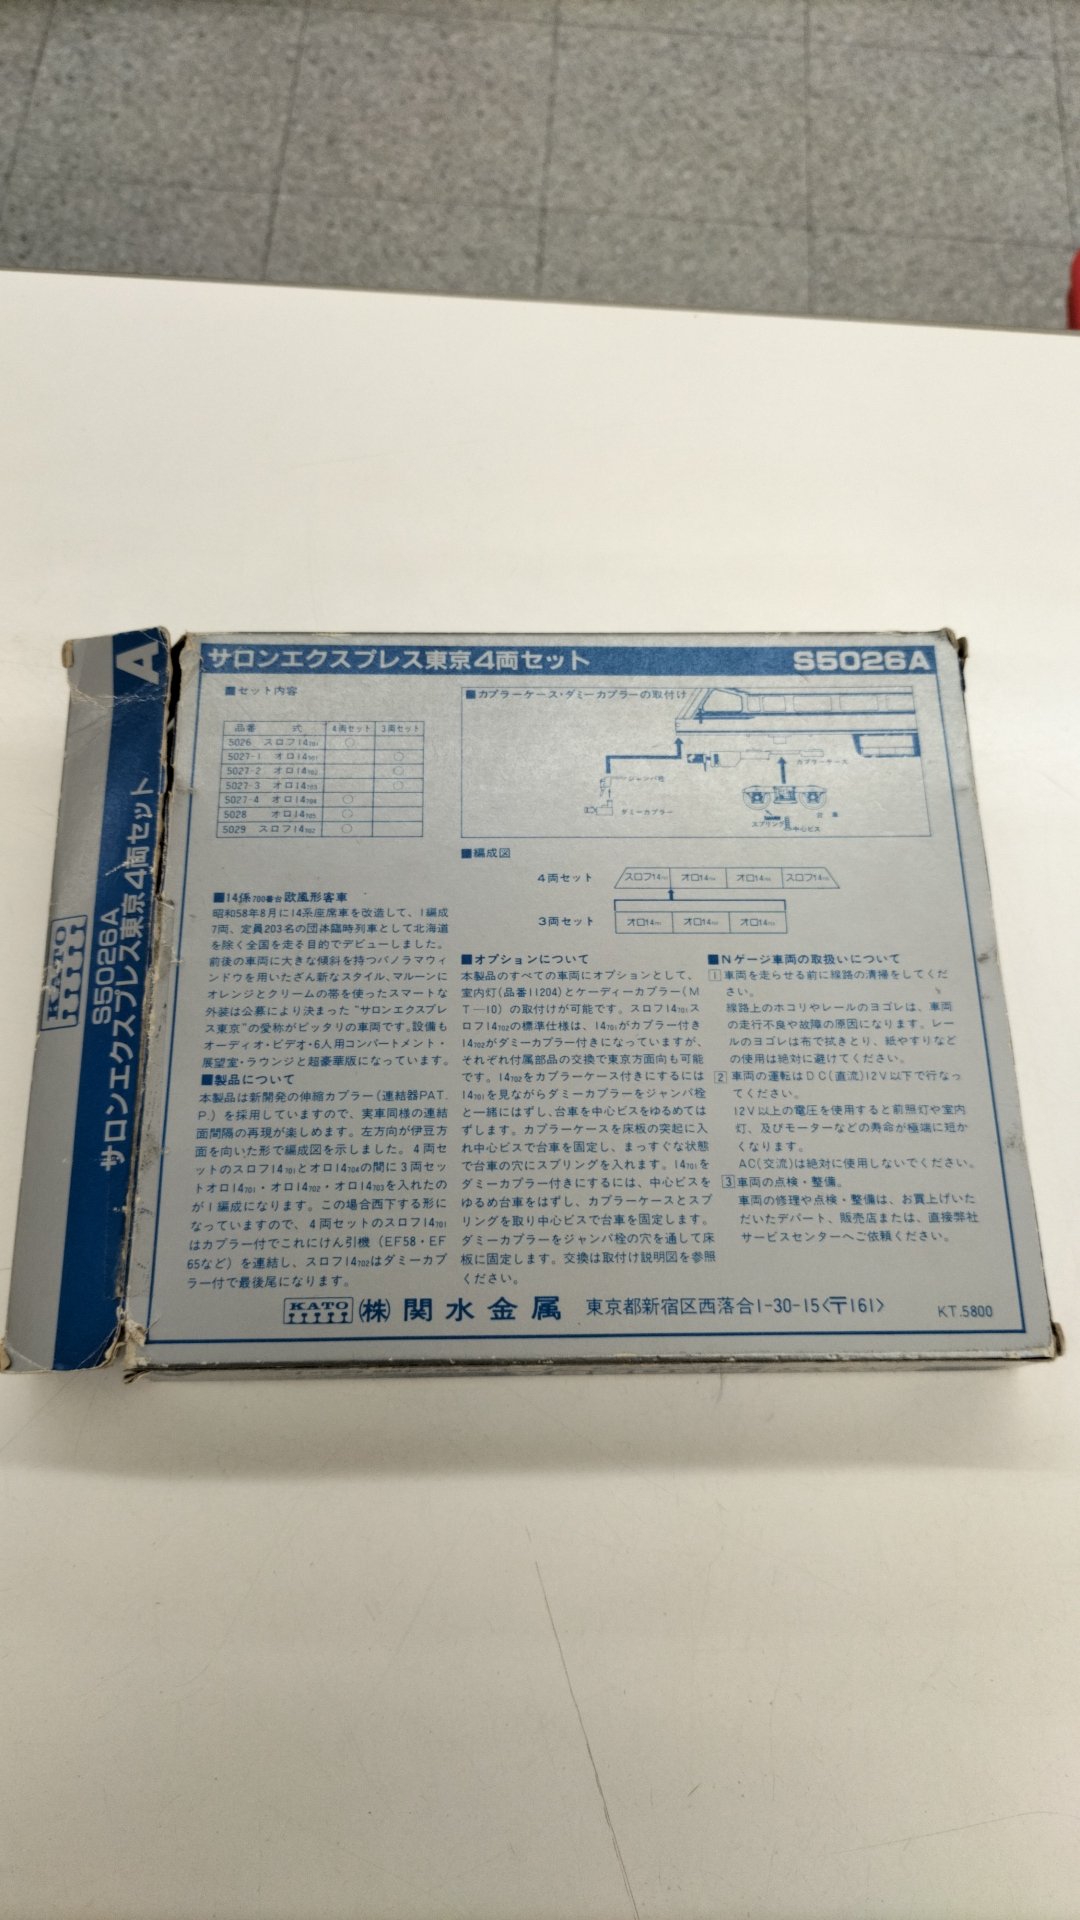 A
KATO
S5026A
サロンエクスプレス東京4両セット
サロンエクスプレス東京4両セット S5026A
■セット内容
品番 式 4両セット 3両セット
5026 スロフ14701 ○
5027-1 オロ14701 ○
5027-2 オロ14702 ○
5027-3 オロ14703 ○
5027-4 オロ14704 ○
5028 オロ14705 ○
5029 スロフ14702 ○
■カプラーケース・ダミーカプラーの取付け
ジャンパ栓
ダミーカプラー
カプラーケース
台車
スプリング
中心ビス
■編成図
4両セット スロフ14 オロ14 オロ14 スロフ14
3両セット オロ14 オロ14 オロ14
■14系700番台欧風形客車
昭和58年8月に14系座席車を改造して、1編成
7両、定員203名の団体臨時列車として北海道
を除く全国を走る目的でデビューしました。
前後の車両に大きな傾斜を持つパノラマウィ
ンドウを用いたざん新なスタイル、マルーンに
オレンジとクリームの帯を使ったスマートな
外装は公募により決まった“サロンエクスプレ
ス東京”の愛称がピッタリの車両です。設備も
オーディオ・ビデオ・6人用コンパートメント・
展望室・ラウンジと超豪華版になっています。
■製品について
本製品は新開発の伸縮カプラー(連結器PAT.
P.)を採用していますので、実車同様の連結
面間隔の再現が楽しめます。左方向が伊豆方
面を向いた形で編成図を示しました。4両セ
ットのスロフ14701とオロ14704の間に3両セッ
トオロ14701・オロ14702・オロ14703を入れたの
が1編成になります。この場合西下する形に
なっていますので、4両セットのスロフ14701
はカプラー付でこれにけん引機(EF58・EF
65など)を連結し、スロフ14702はダミーカプ
ラー付で最後尾になります。
■オプションについて
本製品のすべての車両にオプションとして、
室内灯(品番11204)とケーディーカプラー(M
T-10)の取付けが可能です。スロフ14701ス
ロフ14702の標準仕様は、14701がカプラー付き
14702がダミーカプラー付きになっていますが、
それぞれ付属部品の交換で東京方面向も可能
です。14702をカプラーケース付きにするには
14701を見ながらダミーカプラーをジャンパ栓
と一緒にはずし、台車を中心ビスをゆるめては
ずします。カプラーケースを床板の突起に入
れ中心ビスで台車を固定し、まっすぐな状態
で台車の穴にスプリングを入れます。14701を
ダミーカプラー付きにするには、中心ビスを
ゆるめ台車をはずし、カプラーケースとスプ
リングを取り中心ビスで台車を固定します。
ダミーカプラーをジャンパ栓の穴を通して床
板に固定します。交換は取付け説明図を参照
ください。
■Nゲージ車両の取扱いについて
1 車両を走らせる前に線路の清掃をしてくだ
さい。
線路上のホコリやレールのヨゴレは、車両
の走行不良や故障の原因になります。レー
ルのヨゴレは布で拭きとり、紙やすりなど
の使用は絶対に避けてください。
2 車両の運転はDC(直流)12V以下で行なっ
てください。
12V以上の電圧を使用すると前照灯や室内
灯、及びモーターなどの寿命が極端に短か
くなります。
AC(交流)は絶対に使用しないでください。
3 車両の点検・整備。
車両の修理や点検・整備は、お買上げいた
だいたデパート、販売店または、直接弊社
サービスセンターへご依頼ください。
KATO (株)関水金属 東京都新宿区西落合1-30-15〈〒161〉 KT.5800